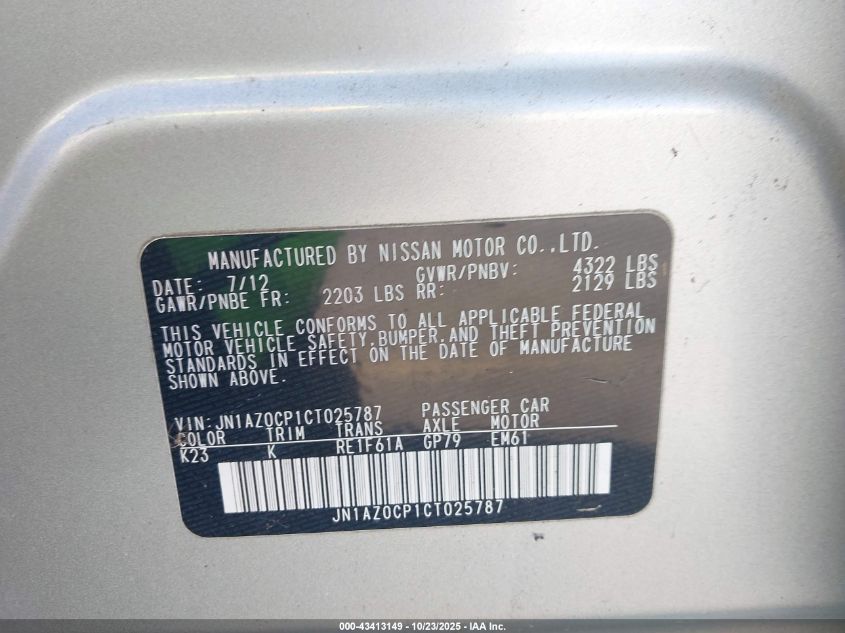 MANUFACTURED BY NISSAN MOTOR CO.,LTD.
DATE: 7/12 GVWR/PNBV: 4322 LBS
GAWR/PNBE FR: 2203 LBS RR: 2129 LBS
THIS VEHICLE CONFORMS TO ALL APPLICABLE FEDERAL
MOTOR VEHICLE SAFETY,BUMPER,AND THEFT PREVENTION
STANDARDS IN EFFECT ON THE DATE OF MANUFACTURE
SHOWN ABOVE.
VIN: JN1AZ0CP1CT025787 PASSENGER CAR
COLOR TRIM TRANS AXLE MOTOR
K23 K RE1F61A GP79 EM61
JN1AZ0CP1CT025787
000-43413149 - 10/23/2025 - IAA Inc.